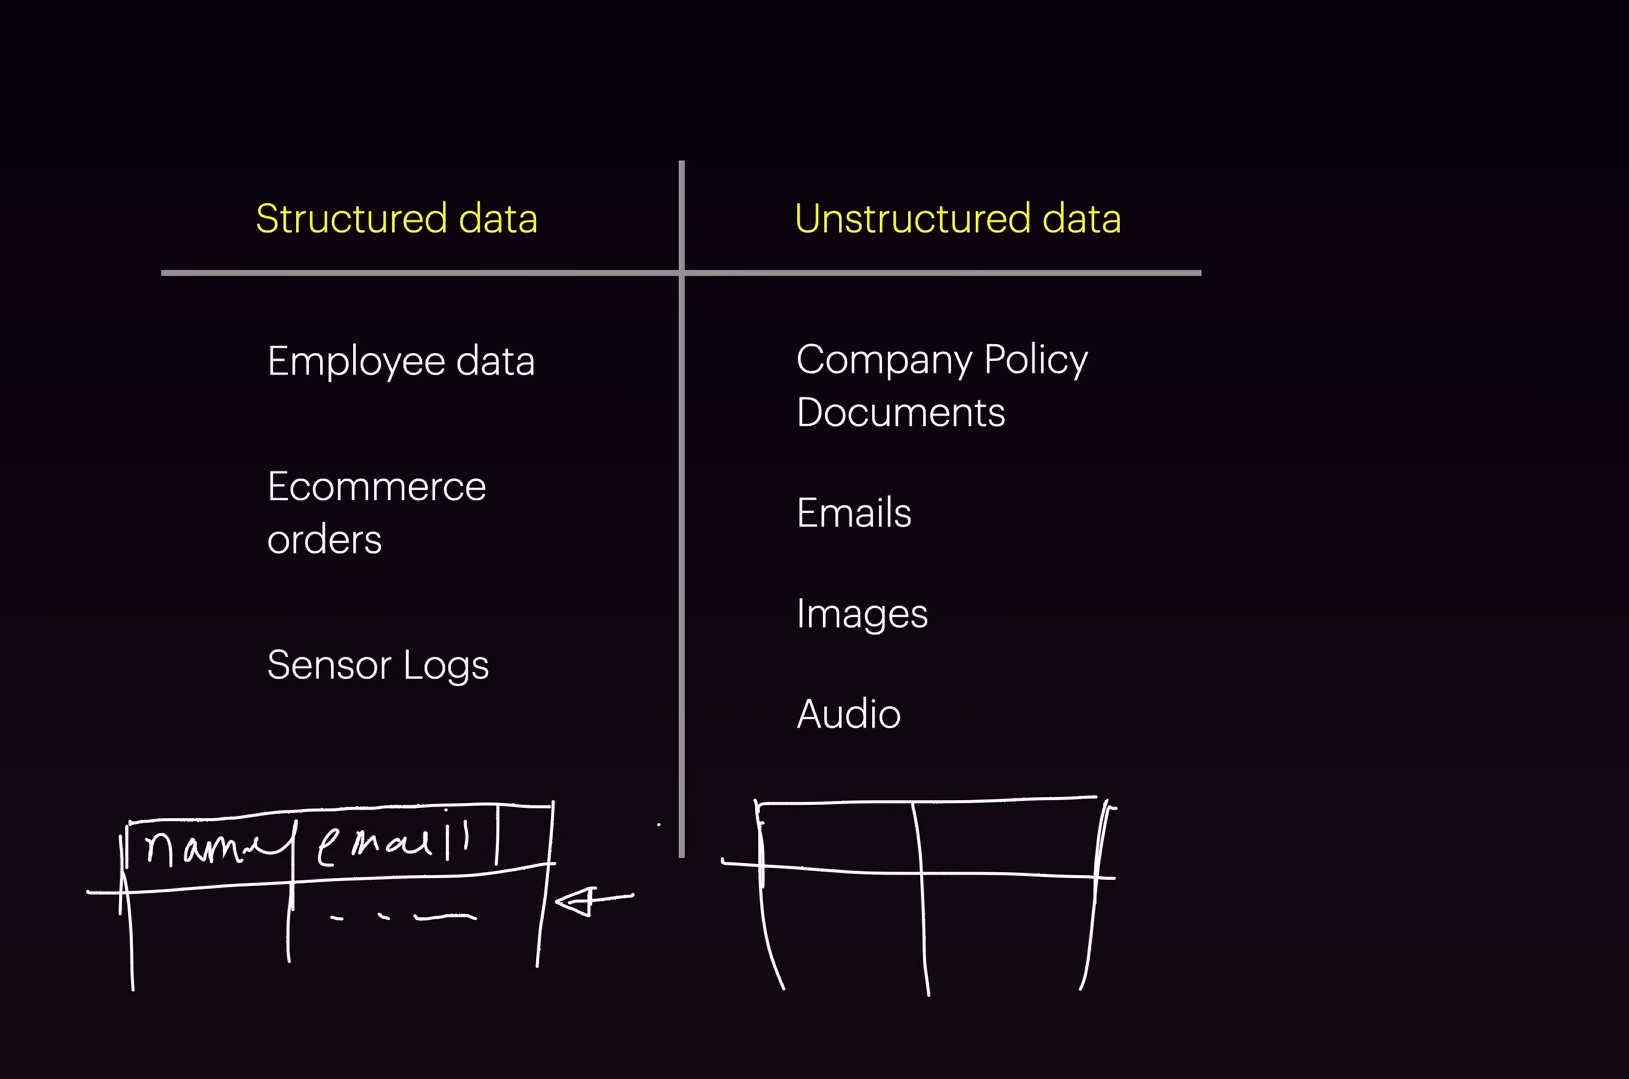 Structured data
Unstructured data
Employee data
Ecommerce
orders
Sensor Logs
Company Policy
Documents
Emails
Images
Audio
name
email